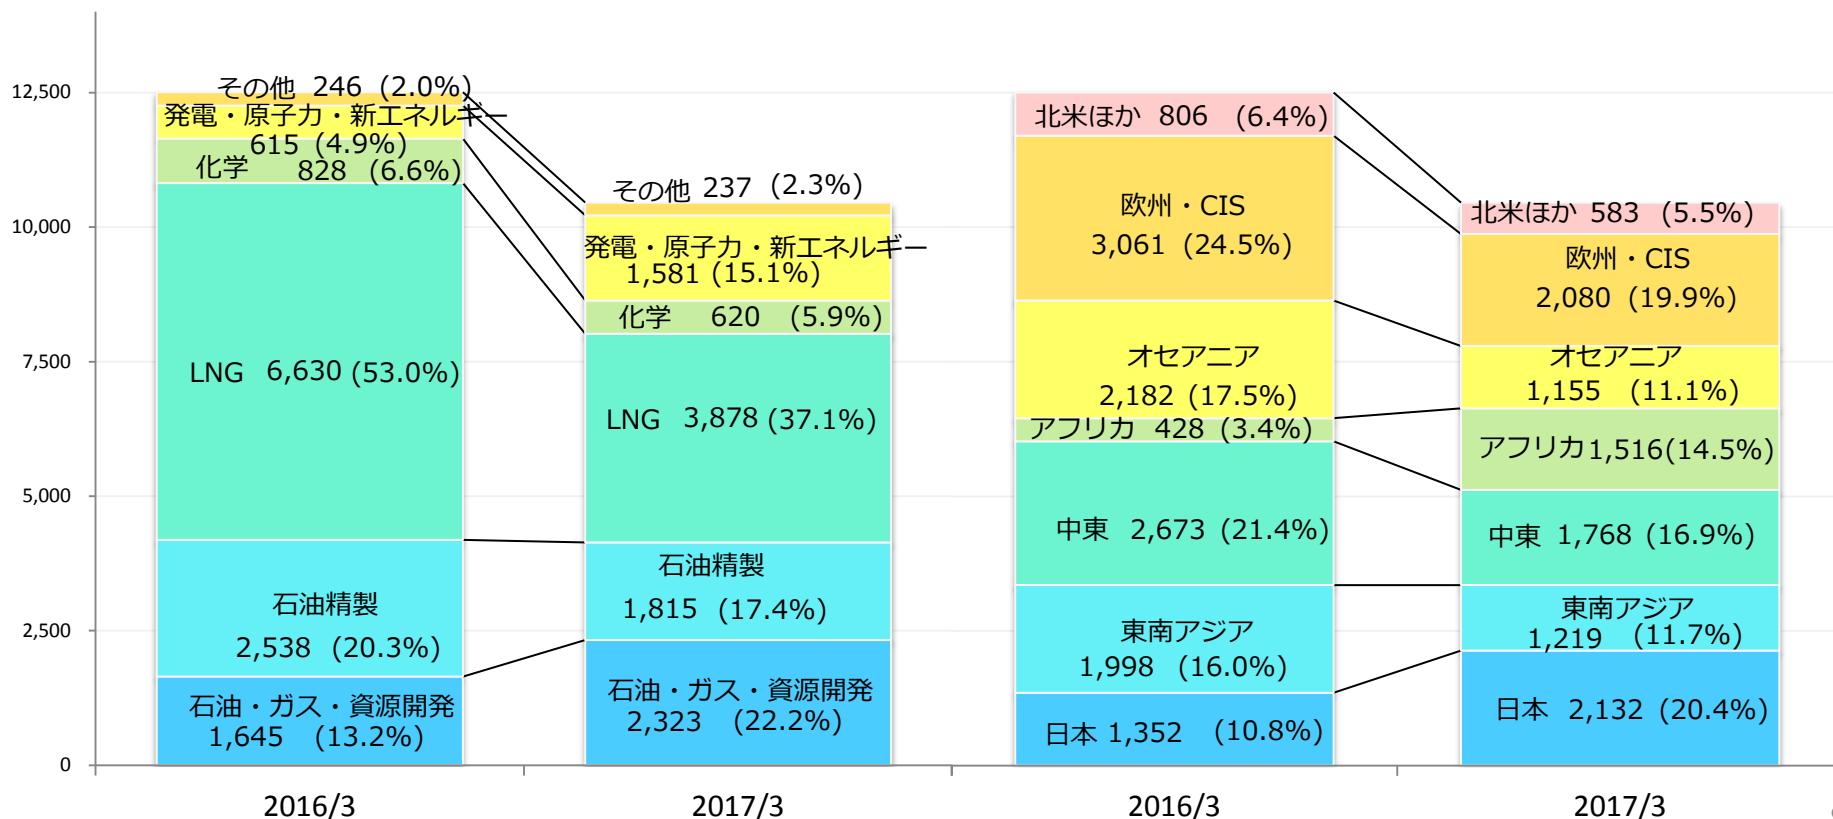 12,500
10,000
7,500
5,000
2,500
0
その他 246 (2.0%)
発電・原子力・新エネルギー
615 (4.9%)
化学 828 (6.6%)
LNG 6,630 (53.0%)
石油精製
2,538 (20.3%)
石油・ガス・資源開発
1,645 (13.2%)
2016/3
その他 237 (2.3%)
発電・原子力・新エネルギー
1,581 (15.1%)
化学 620 (5.9%)
LNG 3,878 (37.1%)
石油精製
1,815 (17.4%)
石油・ガス・資源開発
2,323 (22.2%)
2017/3
北米ほか 806 (6.4%)
欧州・CIS
3,061 (24.5%)
オセアニア
2,182 (17.5%)
アフリカ 428 (3.4%)
中東 2,673 (21.4%)
東南アジア
1,998 (16.0%)
日本 1,352 (10.8%)
2016/3
北米ほか 583 (5.5%)
欧州・CIS
2,080 (19.9%)
オセアニア
1,155 (11.1%)
アフリカ 1,516(14.5%)
中東 1,768 (16.9%)
東南アジア
1,219 (11.7%)
日本 2,132 (20.4%)
2017/3